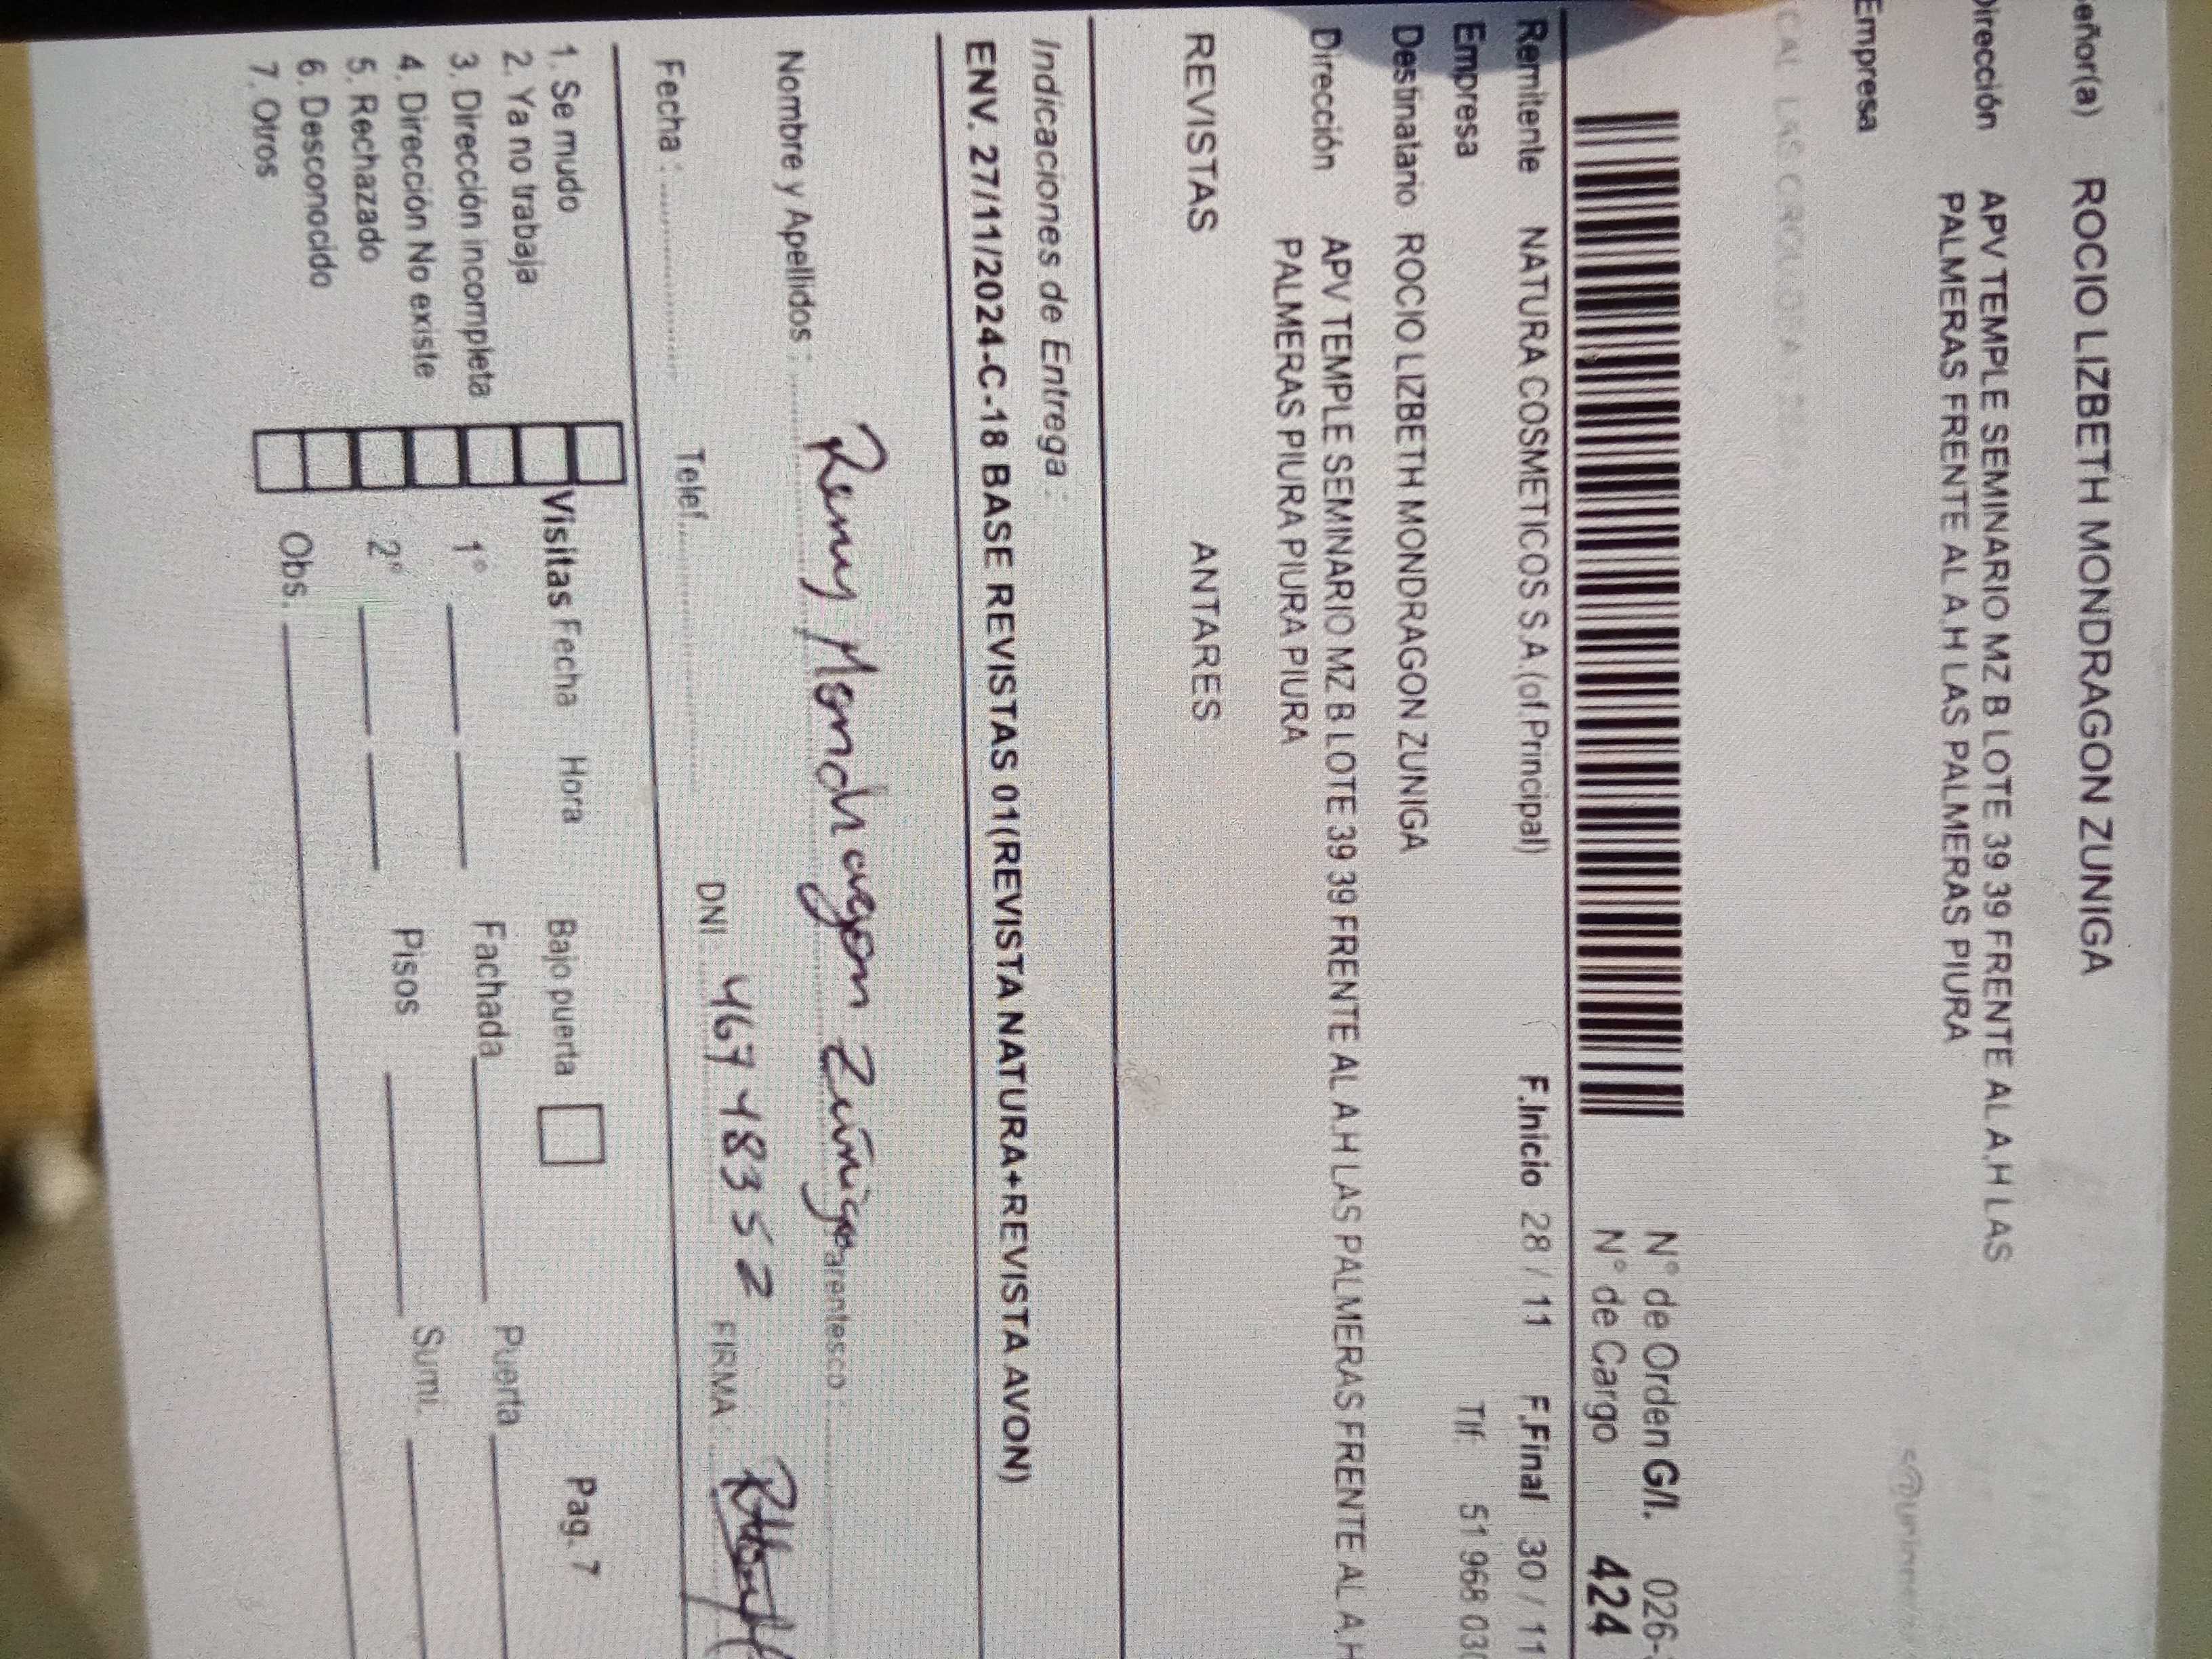 eñor(a) ROCIO LIZBETH MONDRAGON ZUNIGA
Dirección APV TEMPLE SEMINARIO MZ B LOTE 39 39 FRENTE AL A.H LAS
PALMERAS FRENTE AL A.H LAS PALMERAS PIURA
Empresa
N° de Orden G/I. 026-
N° de Cargo 424
Remitente NATURA COSMETICOS S.A.(of.Principal) F.Inicio 28 / 11 F.Final 30 / 11
Empresa Tlf: 51 968 030
Destinatario ROCIO LIZBETH MONDRAGON ZUNIGA
Dirección APV TEMPLE SEMINARIO MZ B LOTE 39 39 FRENTE AL A.H LAS PALMERAS FRENTE AL A.H
PALMERAS PIURA PIURA PIURA
REVISTAS ANTARES
Indicaciones de Entrega :
ENV. 27/11/2024-C-18 BASE REVISTAS 01(REVISTA NATURA+REVISTA AVON)
Nombre y Apellidos : Reny Mondragon Zuñiga arentesco :
Fecha : Telef. DNI : 46748352 FIRMA :
1. Se mudo
2. Ya no trabaja
3. Dirección incompleta
4. Dirección No existe
5. Rechazado
6. Desconocido
7. Otros
Visitas Fecha Hora Bajo puerta Pag. 7
1° Fachada Puerta
2° Pisos Sumi.
Obs.